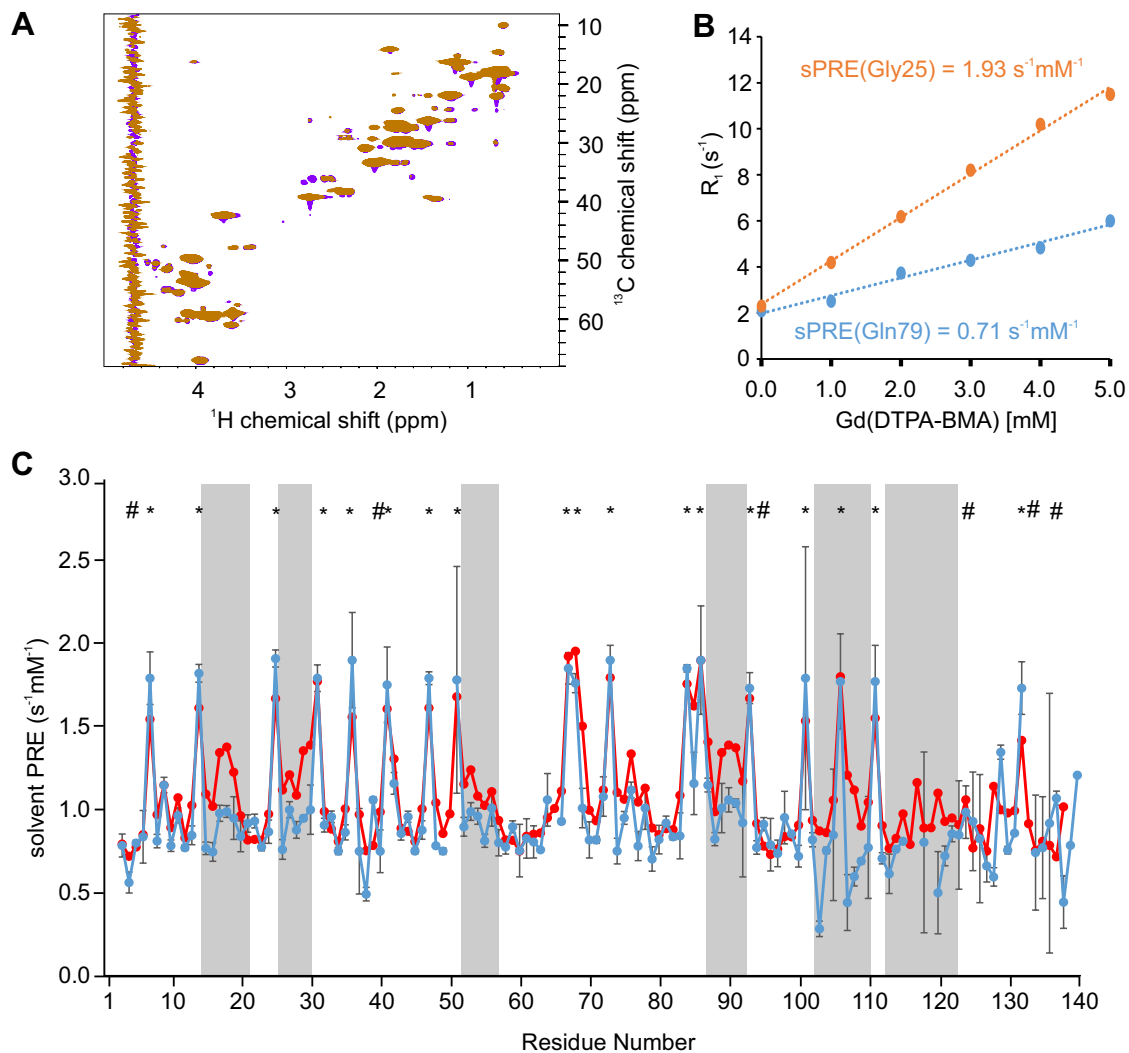 A
10
20
30
40
50
60
¹³C chemical shift (ppm)
4
3
2
1
¹H chemical shift (ppm)
B
14
12
10
8
6
4
2
0
R₁ (s⁻¹)
sPRE(Gly25) = 1.93 s⁻¹mM⁻¹
sPRE(Gln79) = 0.71 s⁻¹mM⁻¹
0.0 1.0 2.0 3.0 4.0 5.0
Gd(DTPA-BMA) [mM]
C
3.0
2.5
2.0
1.5
1.0
0.5
0.0
solvent PRE (s⁻¹mM⁻¹)
# * * * * * # * * * * * * * * * # * * * # * # #
1 10 20 30 40 50 60 70 80 90 100 110 120 130 140
Residue Number